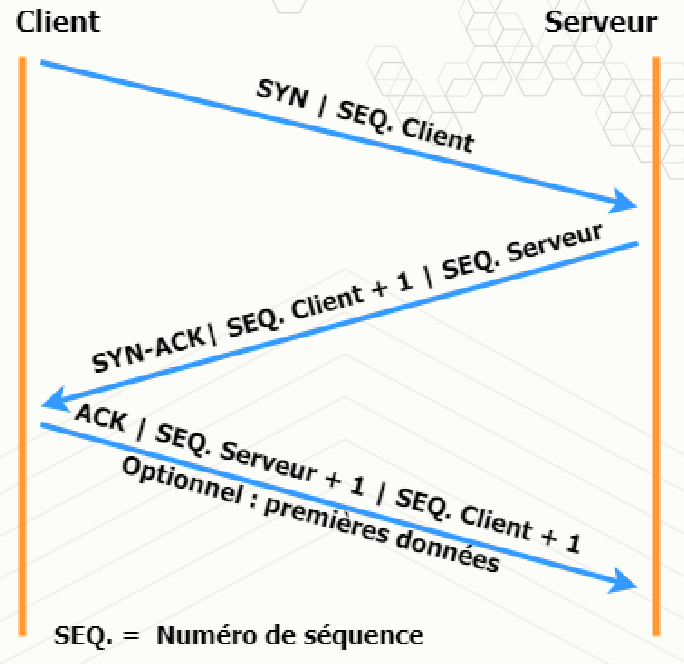 Client
Serveur
SYN | SEQ. Client
SYN-ACK| SEQ. Client + 1 | SEQ. Serveur
ACK | SEQ. Serveur + 1 | SEQ. Client + 1
Optionnel : premières données
SEQ. = Numéro de séquence